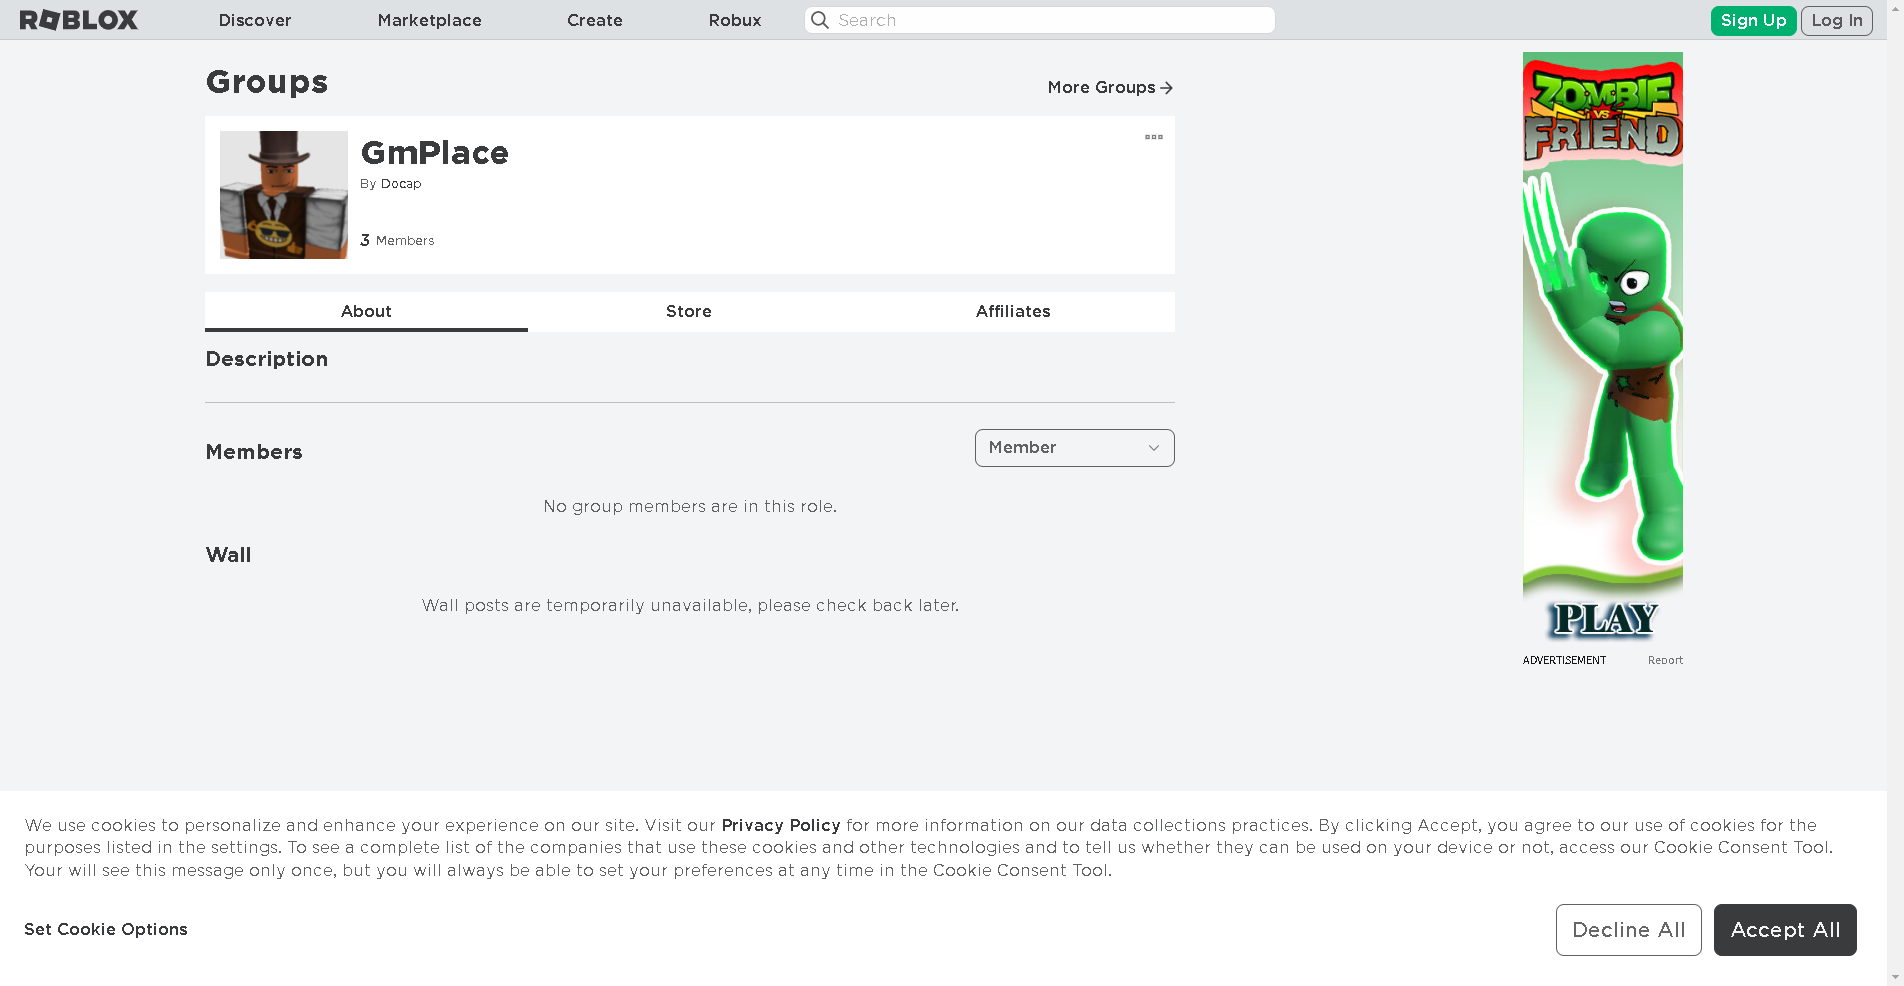 ROBLOX Discover Marketplace Create Robux Search Sign Up Log In
Groups
More Groups
GmPlace
By Docap
3 Members
About Store Affiliates
Description
Members
Member
No group members are in this role.
Wall
Wall posts are temporarily unavailable, please check back later.
ZOMBIE
VS
FRIEND
PLAY
ADVERTISEMENT Report
We use cookies to personalize and enhance your experience on our site. Visit our Privacy Policy for more information on our data collections practices. By clicking Accept, you agree to our use of cookies for the
purposes listed in the settings. To see a complete list of the companies that use these cookies and other technologies and to tell us whether they can be used on your device or not, access our Cookie Consent Tool.
Your will see this message only once, but you will always be able to set your preferences at any time in the Cookie Consent Tool.
Set Cookie Options
Decline All Accept All